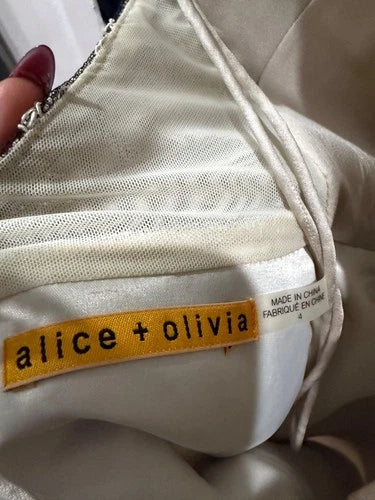 alice + olivia
MADE IN CHINA
FABRIQUÉ EN CHINE
4